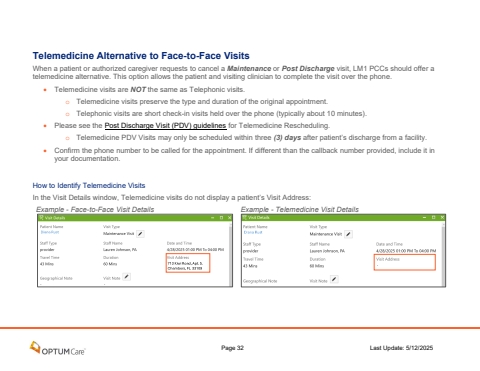 Telemedicine Alternative to Face-to-Face Visits
When a patient or authorized caregiver requests to cancel a Maintenance or Post Discharge visit, LM1 PCCs should offer a
telemedicine alternative. This option allows the patient and visiting clinician to complete the visit over the phone.
• Telemedicine visits are NOT the same as Telephonic visits.
o Telemedicine visits preserve the type and duration of the original appointment.
o Telephonic visits are short check-in visits held over the phone (typically about 10 minutes).
• Please see the Post Discharge Visit (PDV) guidelines for Telemedicine Rescheduling.
o Telemedicine PDV Visits may only be scheduled within three (3) days after patient's discharge from a facility.
• Confirm the phone number to be called for the appointment. If different than the callback number provided, include it in
your documentation.
How to Identify Telemedicine Visits
In the Visit Details window, Telemedicine visits do not display a patient's Visit Address:
Example - Face-to-Face Visit Details
Visit Details
Patient Name Visit Type
Maintenance Visit
Staff Type Staff Name Date and Time
provider Lauren Johnson, PA 4/28/2025 01:00 PM To 04:00 PM
Travel Time Duration Visit Address
45 Mins 60 Mins
Geographical Note Visit Note
Example - Telemedicine Visit Details
Visit Details
Patient Name Visit Type
Maintenance Visit
Staff Type Staff Name Date and Time
provider Lauren Johnson, PA 4/28/2025 01:00 PM To 04:00 PM
Travel Time Duration Visit Address
45 Mins 60 Mins
Geographical Note Visit Note
OPTUMCare
Page 32
Last Update: 5/12/2025